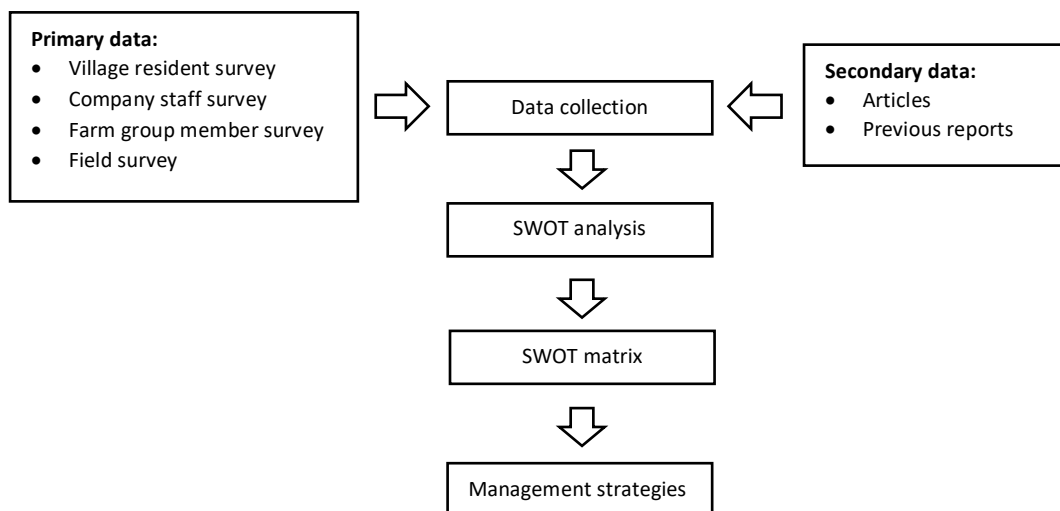 Primary data:
• Village resident survey
• Company staff survey
• Farm group member survey
• Field survey
Data collection
Secondary data:
• Articles
• Previous reports
SWOT analysis
SWOT matrix
Management strategies